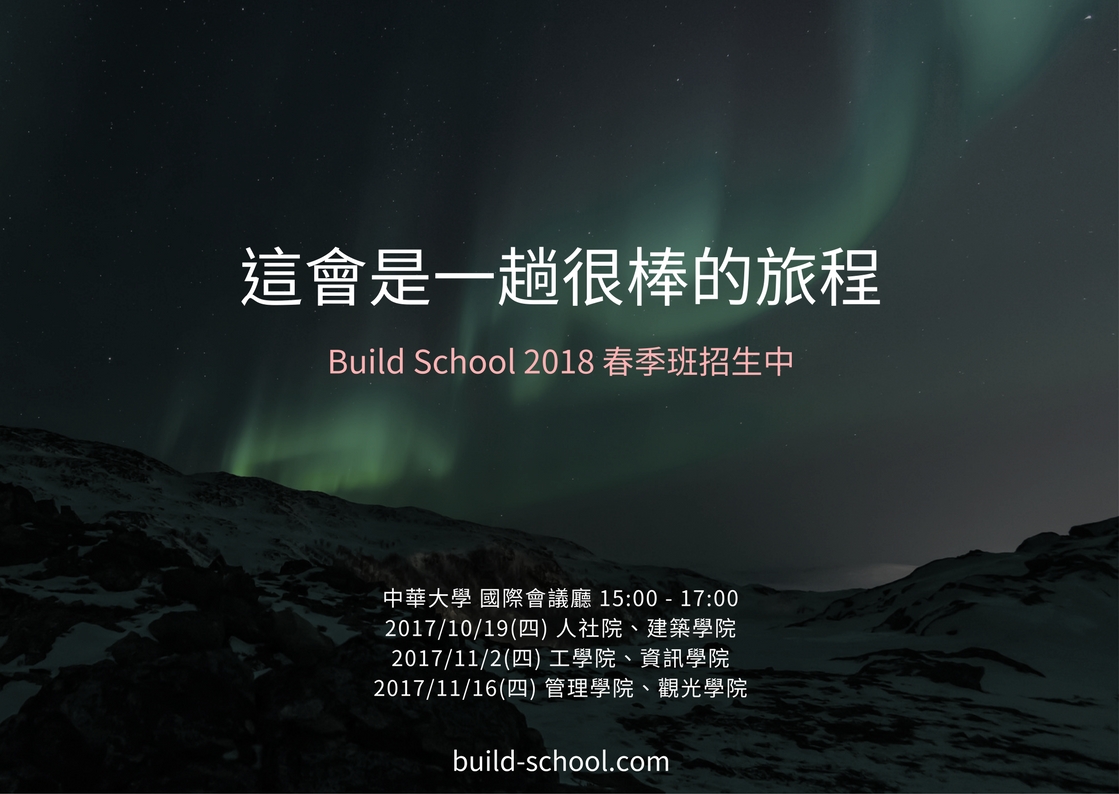 這會是一趟很棒的旅程
Build School 2018 春季班招生中
中華大學 國際會議廳 15:00 - 17:00
2017/10/19(四) 人社院、建築學院
2017/11/2(四) 工學院、資訊學院
2017/11/16(四) 管理學院、觀光學院
build-school.com